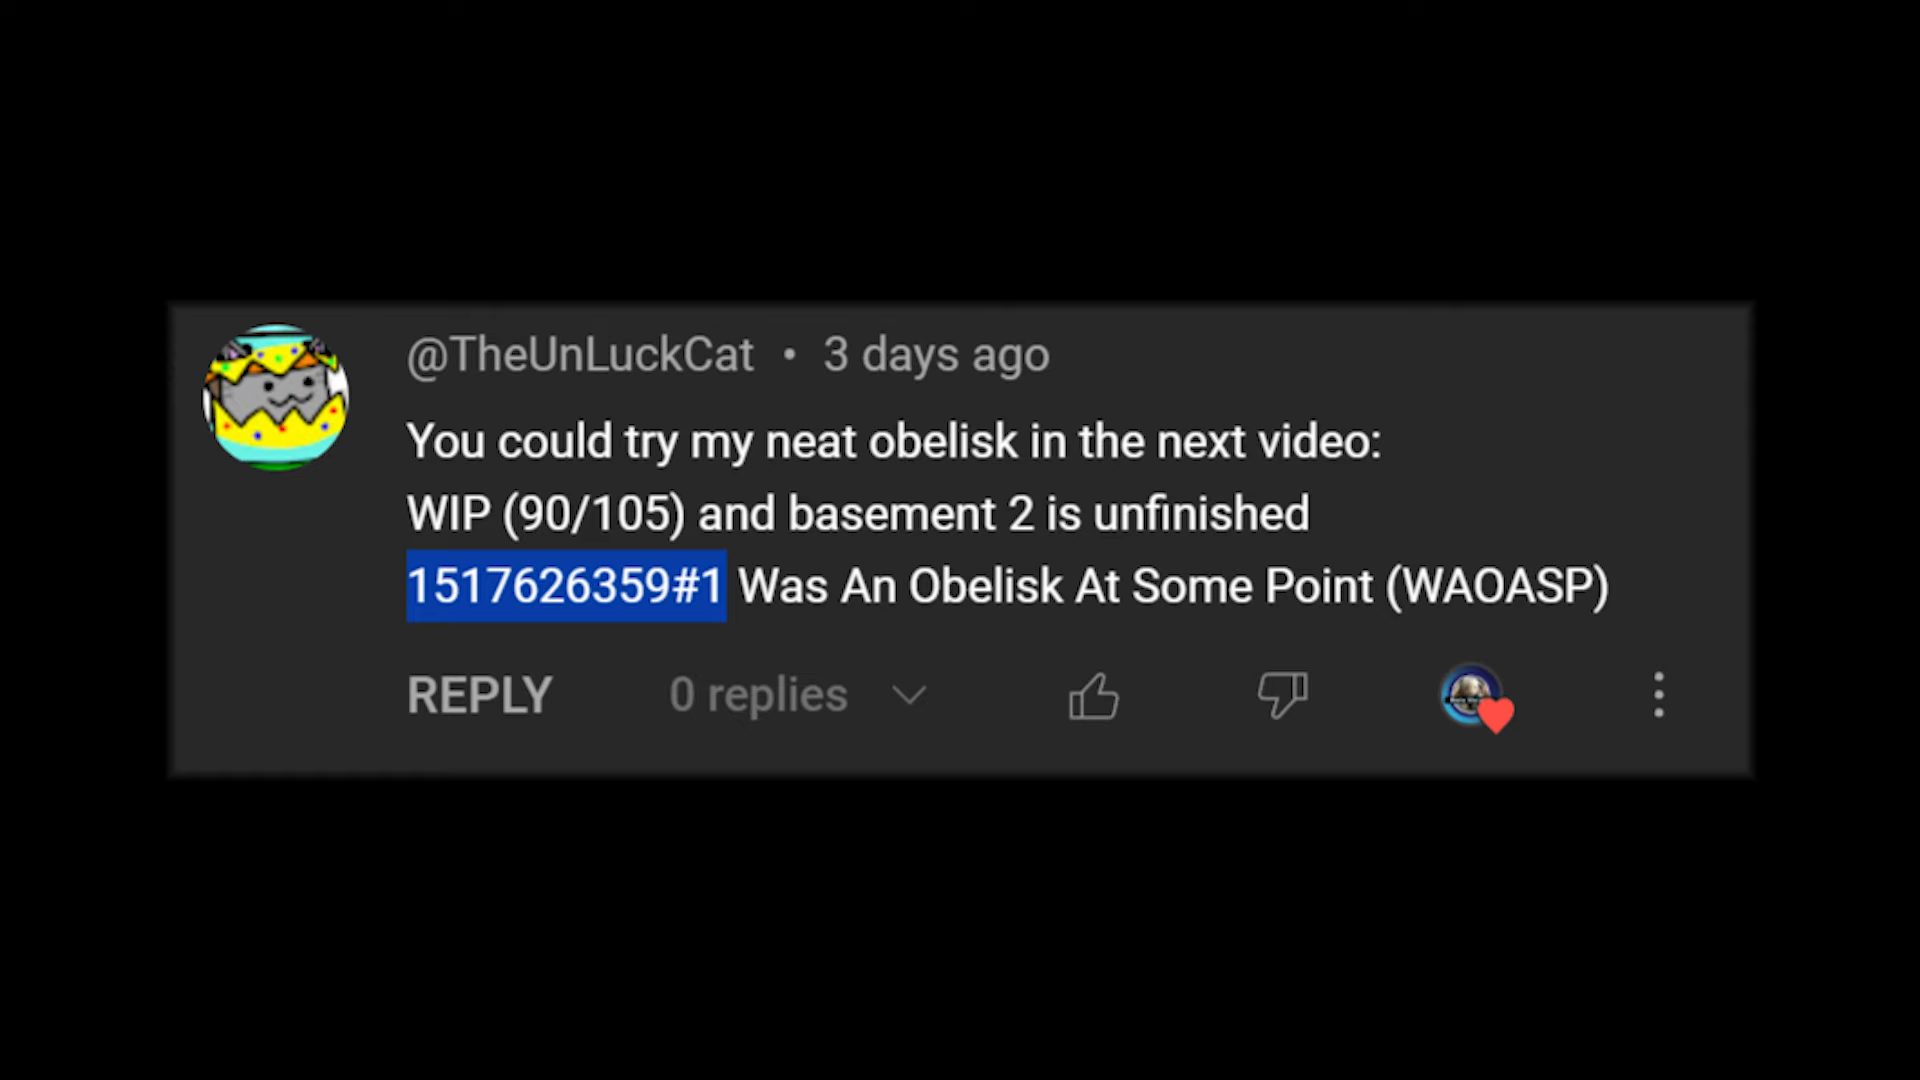 @TheUnLuckCat • 3 days ago
You could try my neat obelisk in the next video:
WIP (90/105) and basement 2 is unfinished
1517626359#1 Was An Obelisk At Some Point (WAOASP)
REPLY 0 replies